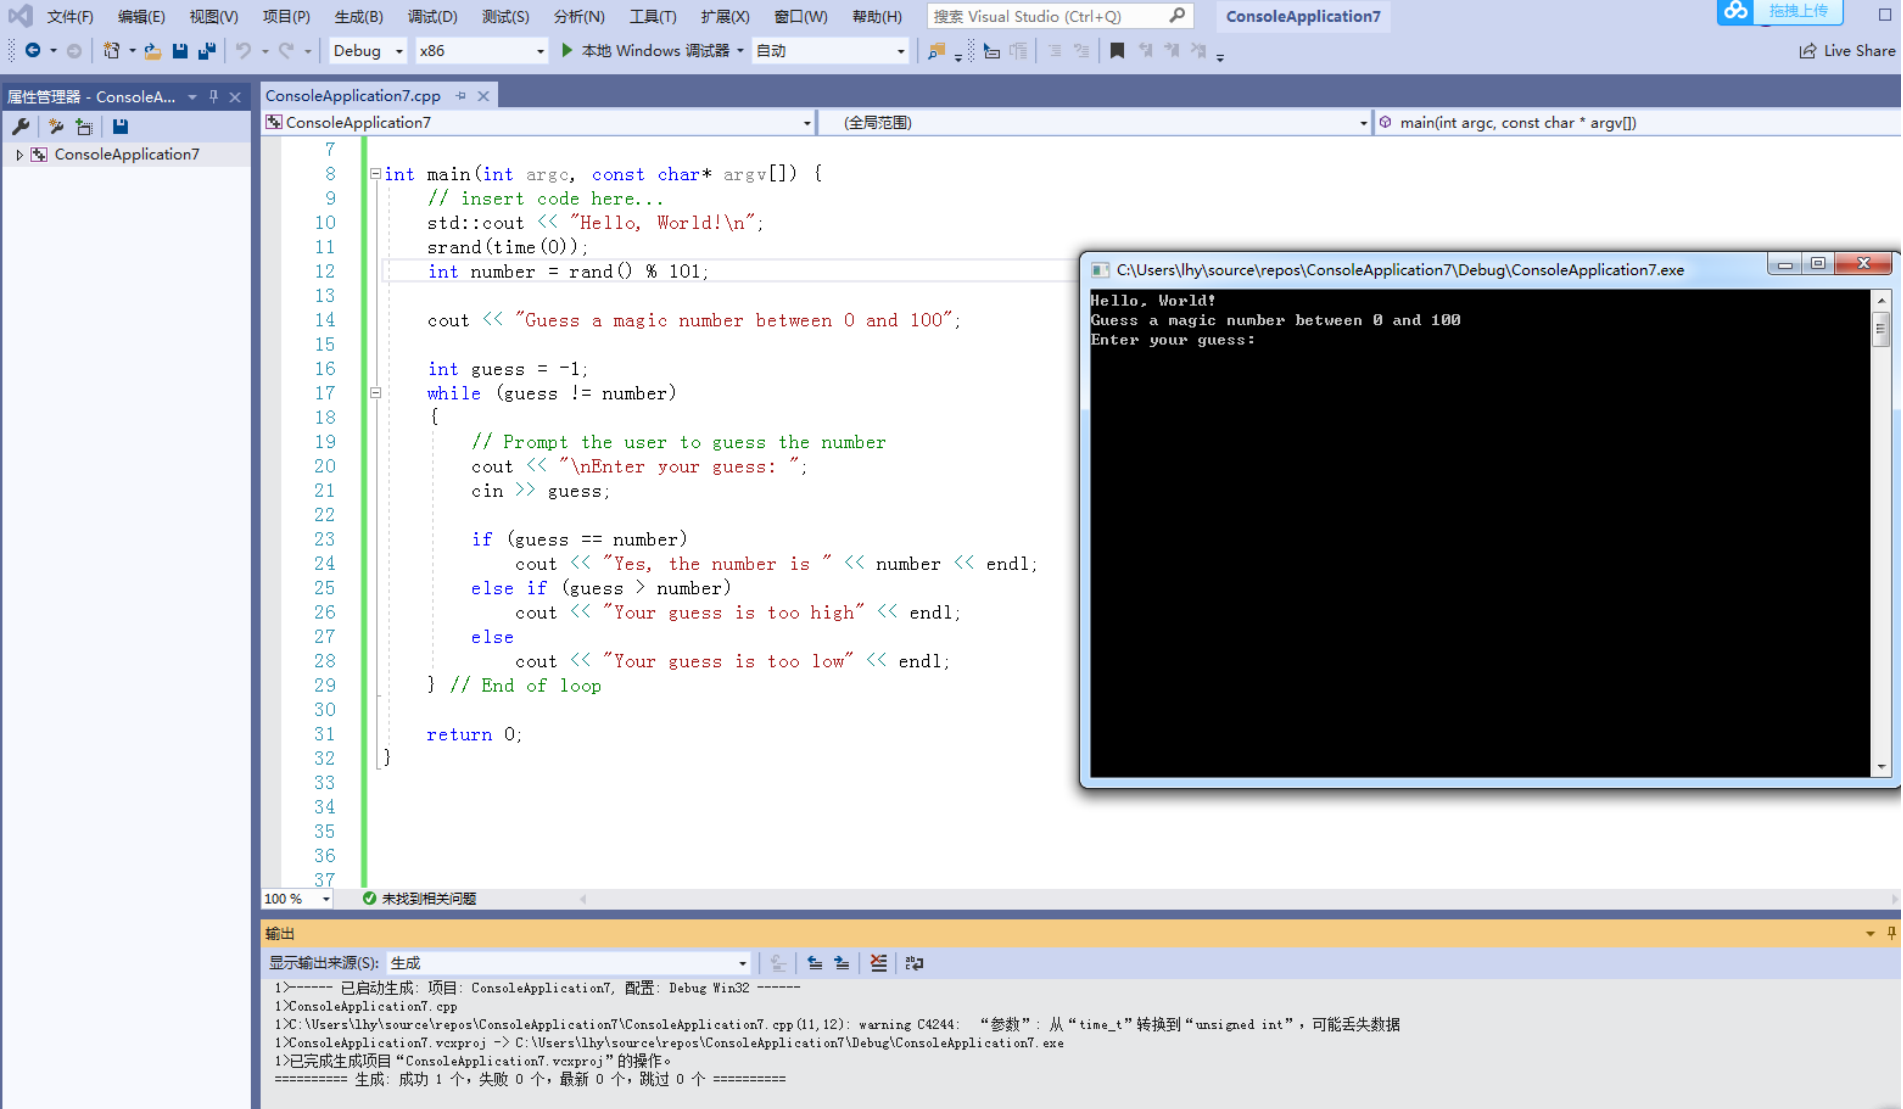 文件(F) 编辑(E) 视图(V) 项目(P) 生成(B) 调试(D) 测试(S) 分析(N) 工具(T) 扩展(X) 窗口(W) 帮助(H) 搜索 Visual Studio (Ctrl+Q) ConsoleApplication7 拖拽上传
Debug x86 本地 Windows 调试器 自动 Live Share
属性管理器 - ConsoleA...
ConsoleApplication7
ConsoleApplication7.cpp
ConsoleApplication7 (全局范围) main(int argc, const char * argv[])
7
8 int main(int argc, const char* argv[]) {
9 // insert code here...
10 std::cout << "Hello, World!\n";
11 srand(time(0));
12 int number = rand() % 101;
13
14 cout << "Guess a magic number between 0 and 100";
15
16 int guess = -1;
17 while (guess != number)
18 {
19 // Prompt the user to guess the number
20 cout << "\nEnter your guess: ";
21 cin >> guess;
22
23 if (guess == number)
24 cout << "Yes, the number is " << number << endl;
25 else if (guess > number)
26 cout << "Your guess is too high" << endl;
27 else
28 cout << "Your guess is too low" << endl;
29 } // End of loop
30
31 return 0;
32 }
33
34
35
36
37
C:\Users\lhy\source\repos\ConsoleApplication7\Debug\ConsoleApplication7.exe
Hello, World!
Guess a magic number between 0 and 100
Enter your guess:
100 % 未找到相关问题
输出
显示输出来源(S): 生成
1>------ 已启动生成: 项目: ConsoleApplication7, 配置: Debug Win32 ------
1>ConsoleApplication7.cpp
1>C:\Users\lhy\source\repos\ConsoleApplication7\ConsoleApplication7.cpp(11,12): warning C4244: “参数”: 从“time_t”转换到“unsigned int”，可能丢失数据
1>ConsoleApplication7.vcxproj -> C:\Users\lhy\source\repos\ConsoleApplication7\Debug\ConsoleApplication7.exe
1>已完成生成项目“ConsoleApplication7.vcxproj”的操作。
========== 生成: 成功 1 个，失败 0 个，最新 0 个，跳过 0 个 ==========